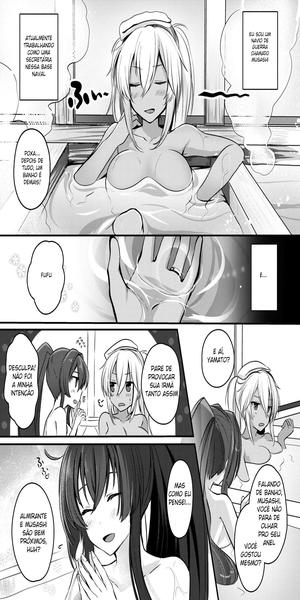 EU SOU UM
NAVIO DE
GUERRA
CHAMADO
MUSASHI
ATUALMENTE
TRABALHANDO
COMO UMA
SECRETÁRIA
NESSA BASE
NAVAL
ふぅ
POXA...
DEPOIS DE
TUDO, UM
BANHO É
DEMAIS!
E...
FUFU
E AÍ,
YAMATO?
PARE DE
PROVOCAR
SUA IRMÃ
TANTO ASSIM
DESCULPA!
NÃO FOI
A MINHA
INTENÇÃO
FALANDO
DE BANHO,
MUSASHI,
VOCÊ NÃO
PARA DE
OLHAR PRO
SEU ANEL
VOCÊ
GOSTOU
MESMO?
MAS
COMO EU
PENSEI...
ALMIRANTE
E MUSASHI
SÃO BEM
PRÓXIMOS,
HUH?